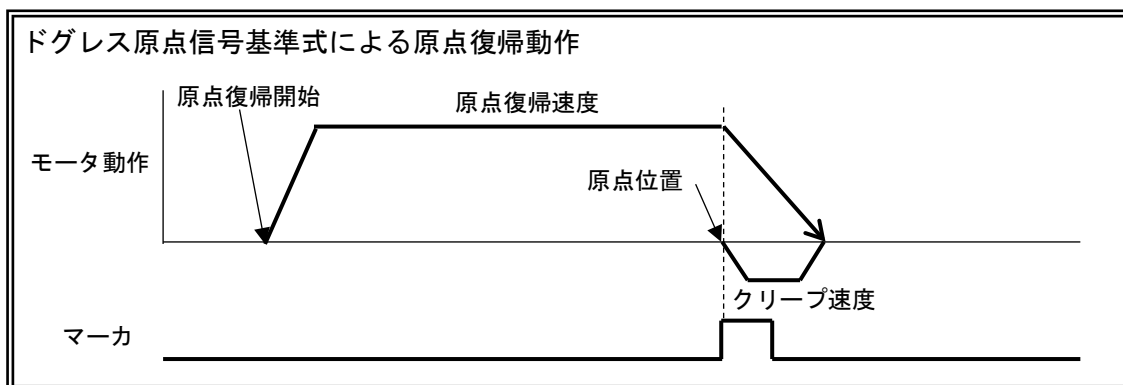 ドグレス原点信号基準式による原点復帰動作
原点復帰開始
原点復帰速度
モータ動作
原点位置
クリープ速度
マーカ